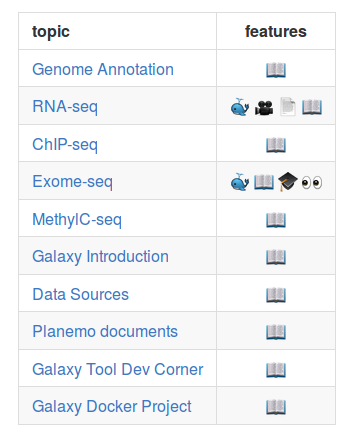 topic features
Genome Annotation 📖
RNA-seq 🐳 🎥 📄 📖
ChIP-seq 📖
Exome-seq 🐳 📖 🎓 👀
MethylC-seq 📖
Galaxy Introduction 📖
Data Sources 📖
Planemo documents 📖
Galaxy Tool Dev Corner 📖
Galaxy Docker Project 📖